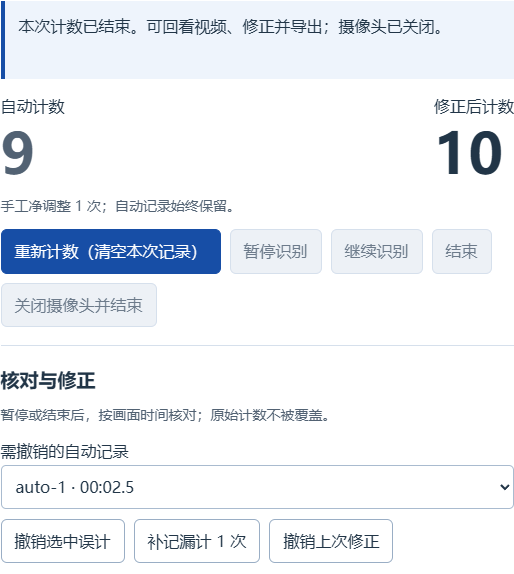 本次计数已结束。可回看视频、修正并导出；摄像头已关闭。
自动计数 修正后计数
9 10
手工净调整 1 次；自动记录始终保留。
重新计数（清空本次记录） 暂停识别 继续识别 结束
关闭摄像头并结束
核对与修正
暂停或结束后，按画面时间核对；原始计数不被覆盖。
需撤销的自动记录
auto-1 · 00:02.5
撤销选中误计 补记漏计 1 次 撤销上次修正